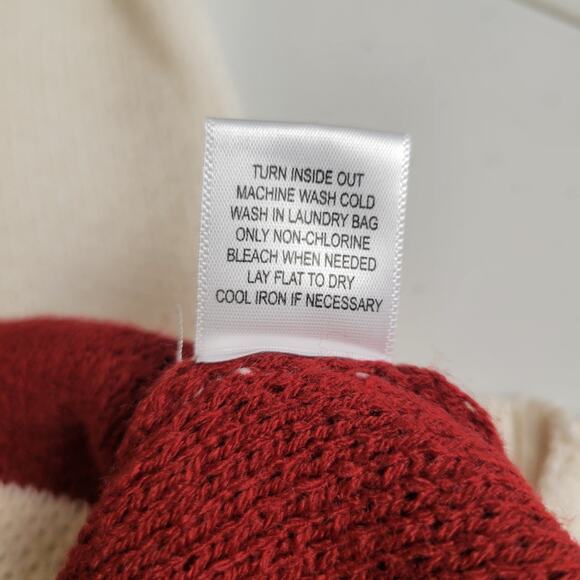 TURN INSIDE OUT
MACHINE WASH COLD
WASH IN LAUNDRY BAG
ONLY NON-CHLORINE
BLEACH WHEN NEEDED
LAY FLAT TO DRY
COOL IRON IF NECESSARY